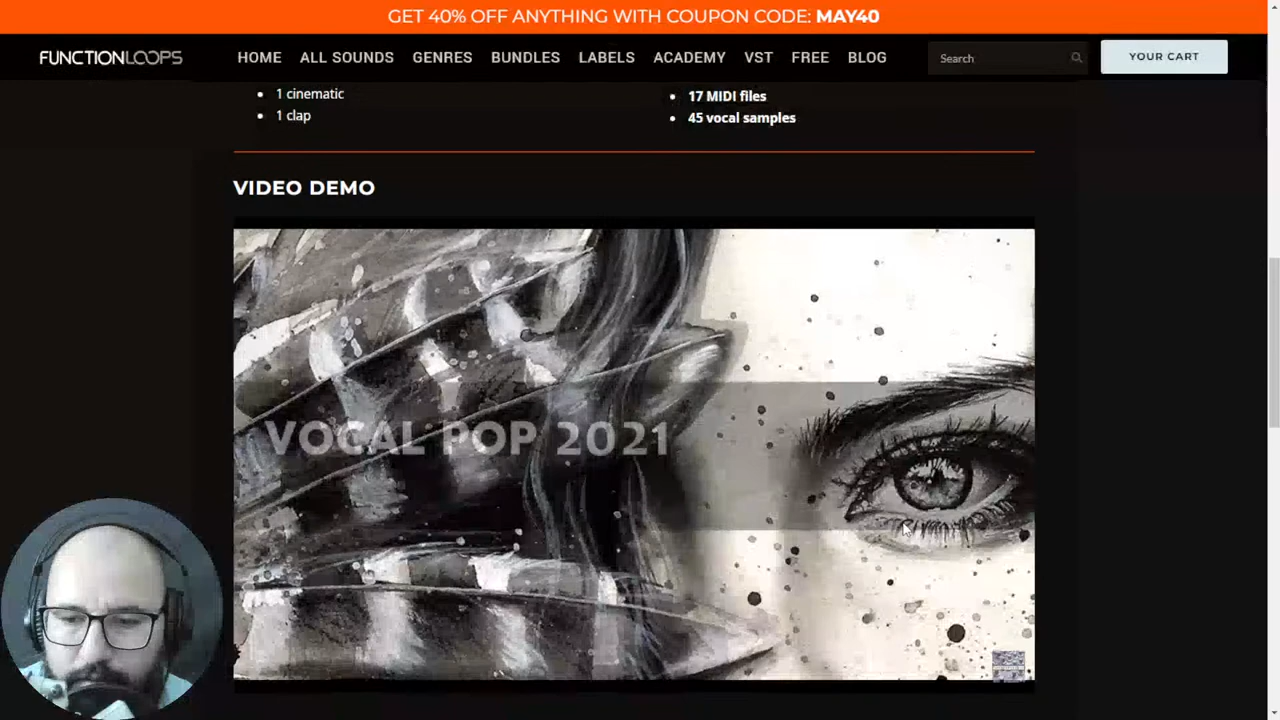 GET 40% OFF ANYTHING WITH COUPON CODE: MAY40
FUNCTIONLOOPS
HOME ALL SOUNDS GENRES BUNDLES LABELS ACADEMY VST FREE BLOG
Search
YOUR CART
1 cinematic
1 clap
17 MIDI files
45 vocal samples
VIDEO DEMO
VOCAL POP 2021